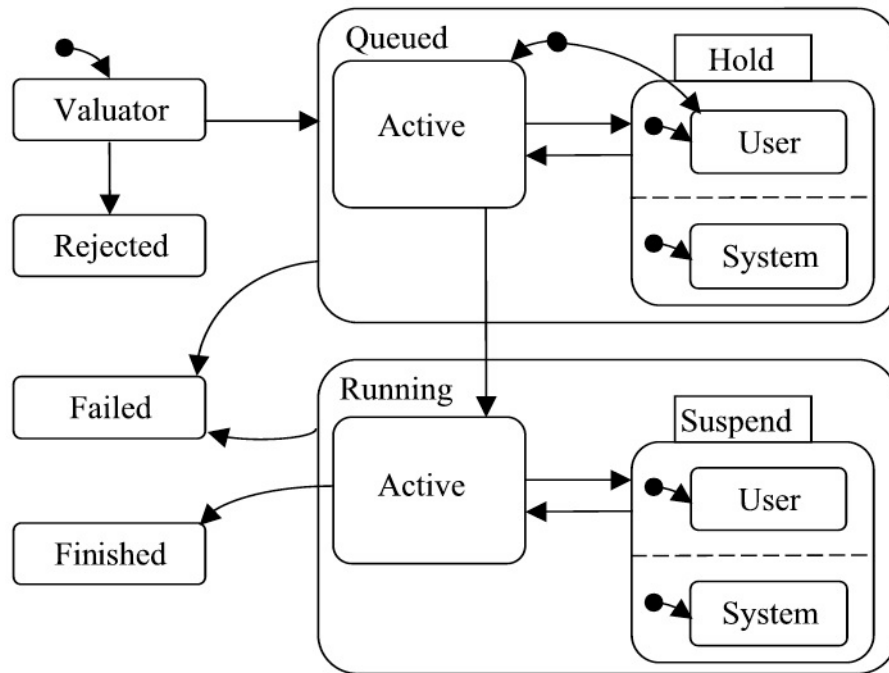 Queued
Hold
Valuator
Active
User
Rejected
System
Running
Failed
Suspend
Active
User
Finished
System